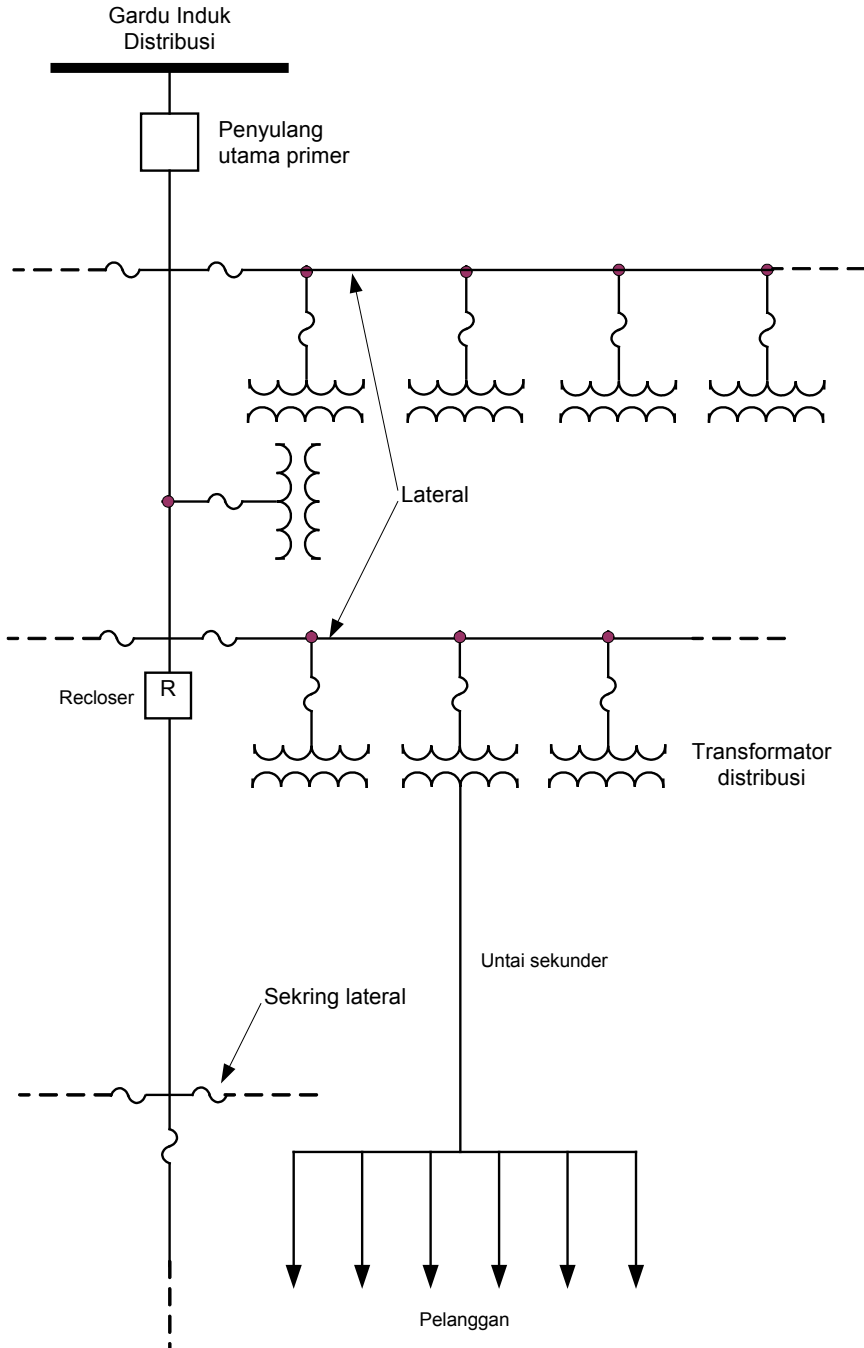 Gardu Induk
Distribusi
Penyulang
utama primer
Lateral
R
Recloser
Transformator
distribusi
Untai sekunder
Sekring lateral
Pelanggan